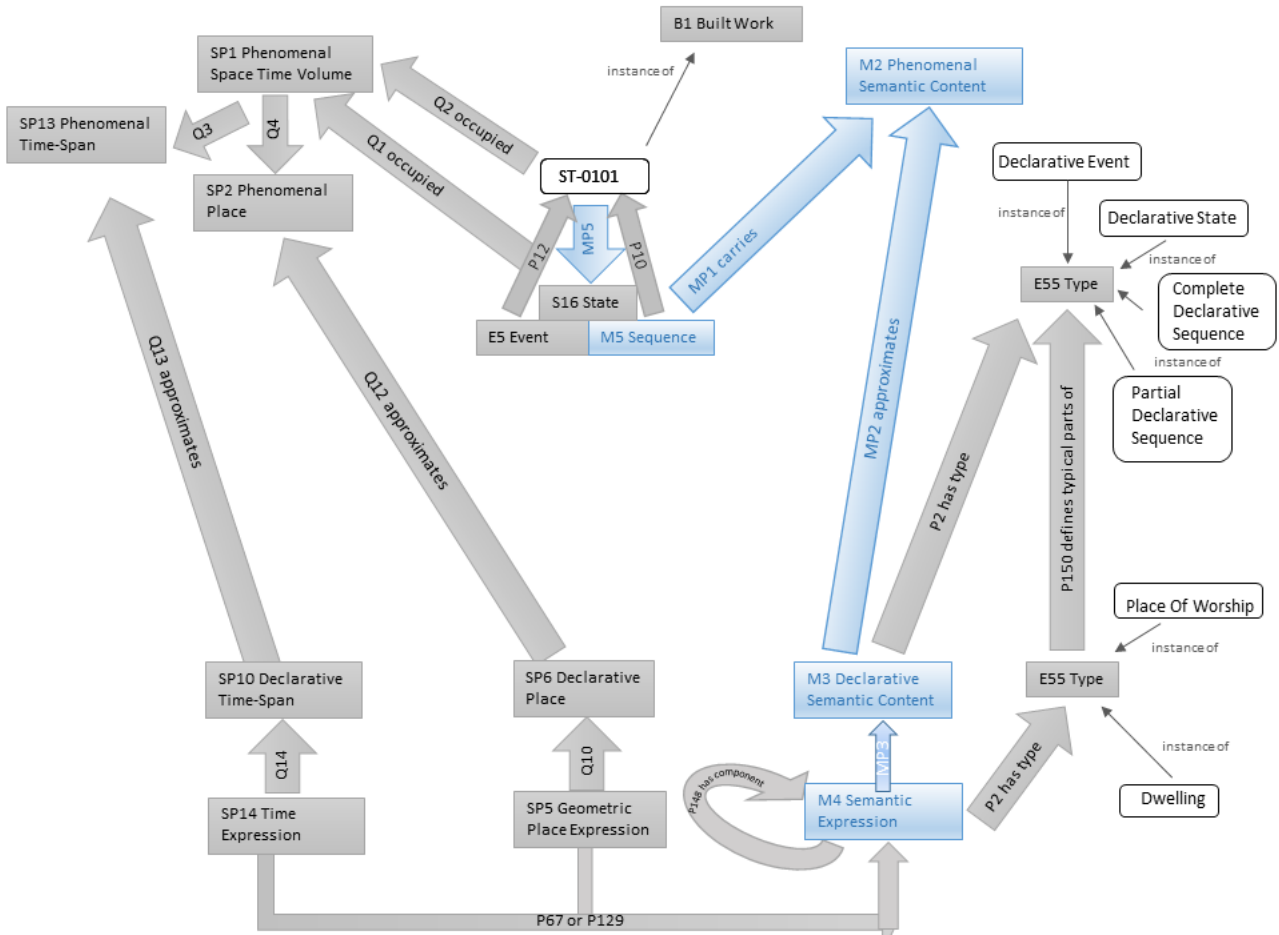 B1 Built Work
SP1 Phenomenal
Space Time Volume
instance of
M2 Phenomenal
Semantic Content
SP13 Phenomenal
Time-Span
Q3
Q4
Q2 occupied
Q1 occupied
Declarative Event
SP2 Phenomenal
Place
ST-0101
instance of
Declarative State
P12
MP5
P10
MP1 carries
instance of
E55 Type
Complete
Declarative
Sequence
S16 State
E5 Event
M5 Sequence
instance of
Partial
Declarative
Sequence
Q13 approximates
Q12 approximates
MP2 approximates
P2 has type
P150 defines typical parts of
Place Of Worship
instance of
SP10 Declarative
Time-Span
SP6 Declarative
Place
M3 Declarative
Semantic Content
E55 Type
Q14
Q10
MP3
P2 has type
instance of
P148 has component
SP14 Time
Expression
SP5 Geometric
Place Expression
M4 Semantic
Expression
Dwelling
P67 or P129